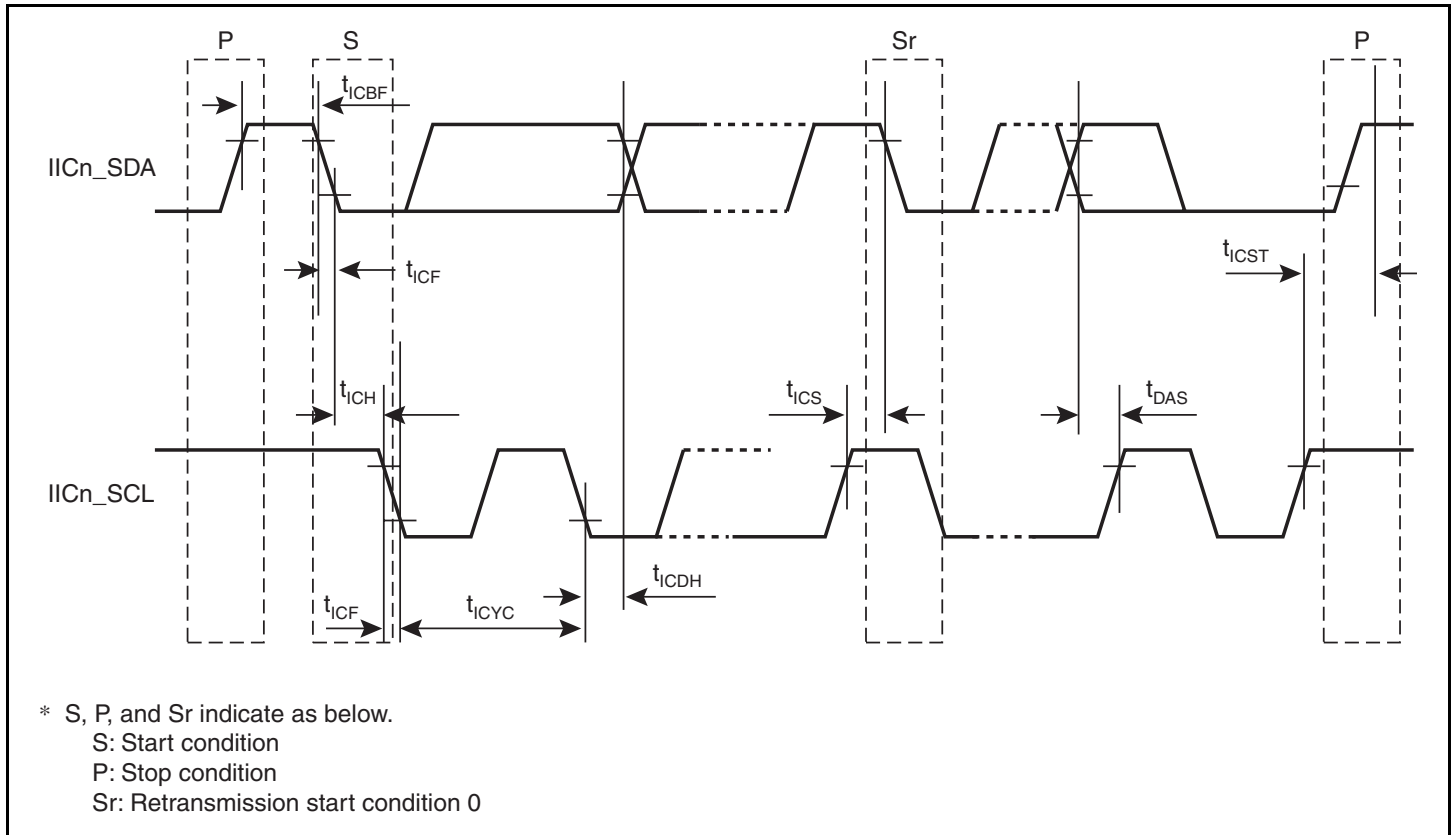 P S Sr P
tICBF
IICn_SDA
tICF
tICST
tICH
tICS
tDAS
IICn_SCL
tICDH
tICF
tICYC
* S, P, and Sr indicate as below.
S: Start condition
P: Stop condition
Sr: Retransmission start condition 0